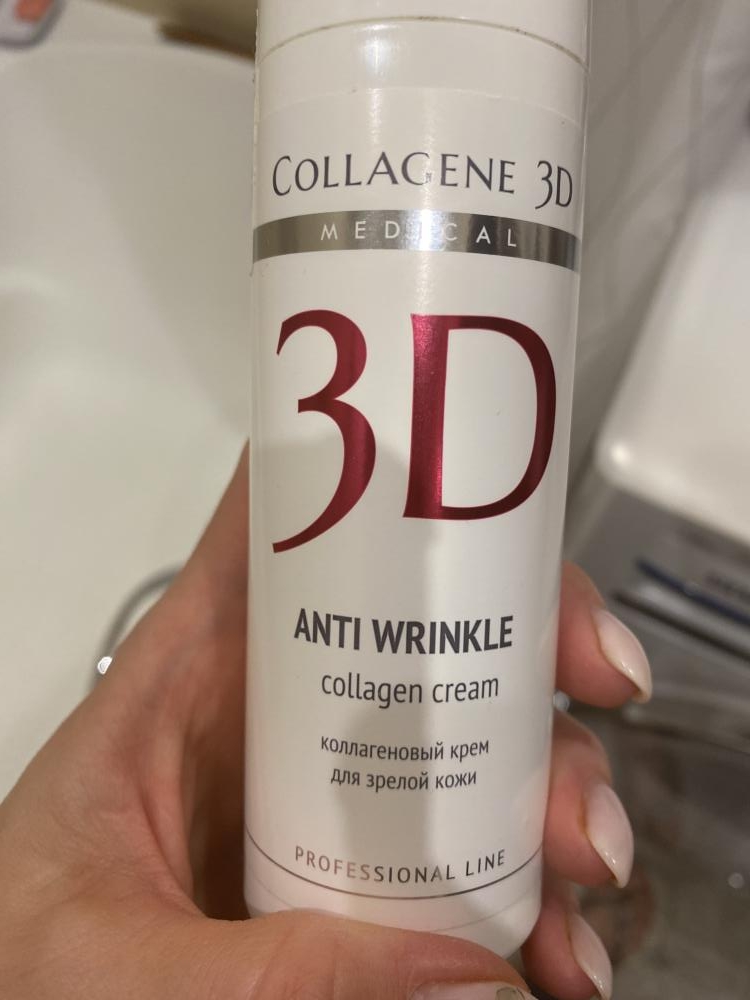 COLLAGENE 3D
MEDICAL
3D
ANTI WRINKLE
collagen cream
коллагеновый крем
для зрелой кожи
PROFESSIONAL LINE